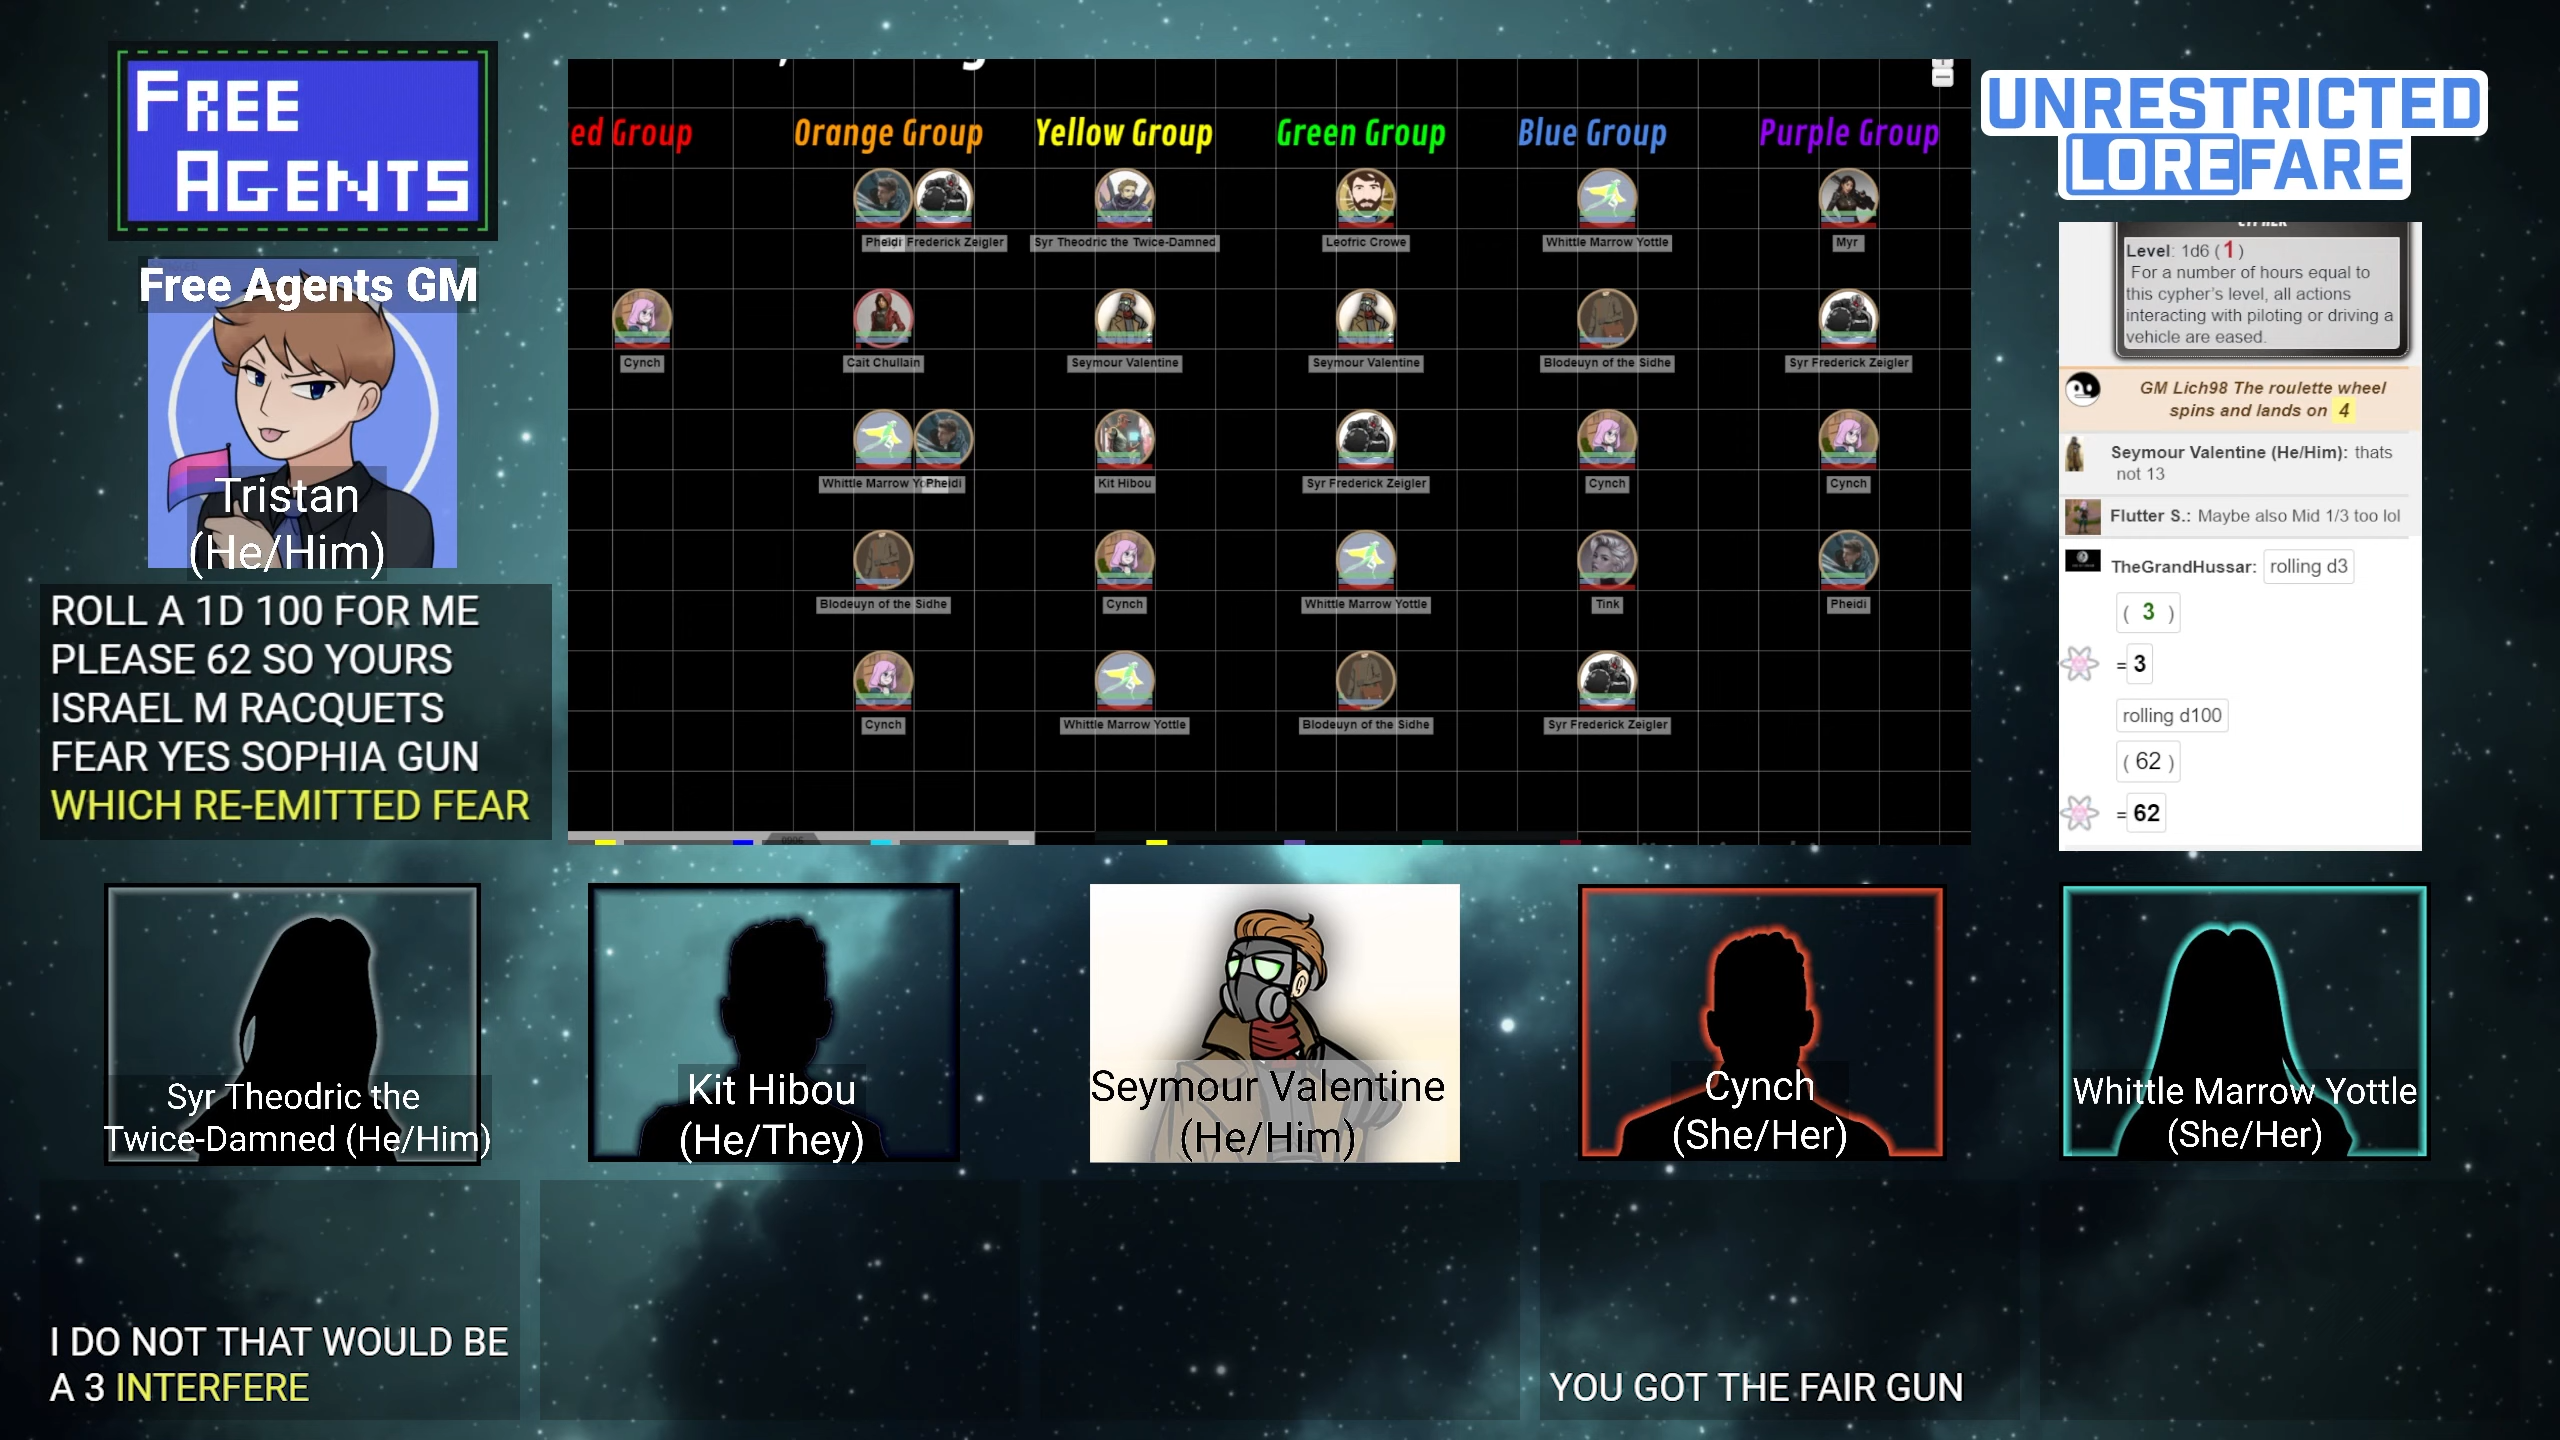 FREE
AGENTS
Free Agents GM
Tristan
(He/Him)
ROLL A 1D 100 FOR ME
PLEASE 62 SO YOURS
ISRAEL M RACQUETS
FEAR YES SOPHIA GUN
WHICH RE-EMITTED FEAR
ed Group
Orange Group
Yellow Group
Green Group
Blue Group
Purple Group
Pheidi Frederick Zeigler
Syr Theodric the Twice-Damned
Leofric Crowe
Whittle Marrow Yottle
Myr
Cynch
Cait Chullain
Seymour Valentine
Seymour Valentine
Blodeuyn of the Sidhe
Syr Frederick Zeigler
Whittle Marrow Yo Pheidi
Kit Hibou
Syr Frederick Zeigler
Cynch
Cynch
Blodeuyn of the Sidhe
Cynch
Whittle Marrow Yottle
Tink
Pheidi
Cynch
Whittle Marrow Yottle
Blodeuyn of the Sidhe
Syr Frederick Zeigler
UNRESTRICTED
LOREFARE
CYPHER
Level: 1d6 (1)
For a number of hours equal to
this cypher's level, all actions
interacting with piloting or driving a
vehicle are eased.
GM Lich98 The roulette wheel
spins and lands on 4
Seymour Valentine (He/Him): thats
not 13
Flutter S.: Maybe also Mid 1/3 too lol
TheGrandHussar: rolling d3
( 3 )
=3
rolling d100
( 62 )
=62
Syr Theodric the
Twice-Damned (He/Him)
Kit Hibou
(He/They)
Seymour Valentine
(He/Him)
Cynch
(She/Her)
Whittle Marrow Yottle
(She/Her)
I DO NOT THAT WOULD BE
A 3 INTERFERE
YOU GOT THE FAIR GUN